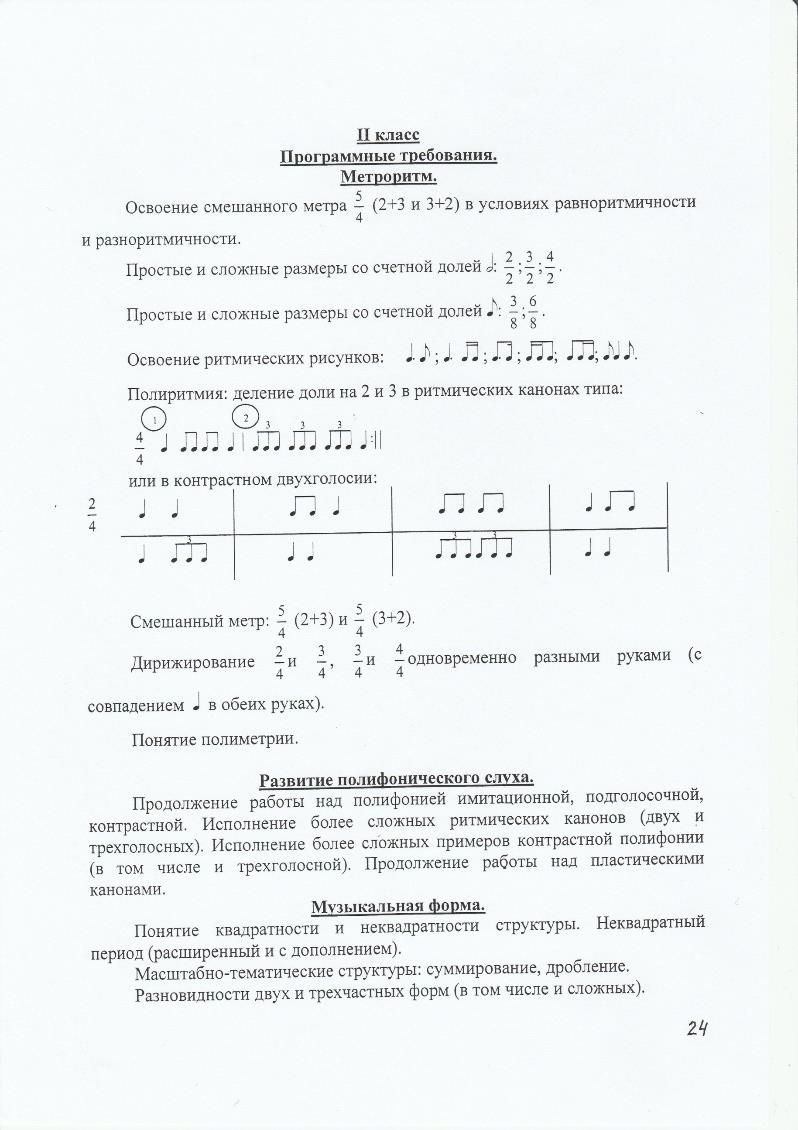 II класс
Программные требования.
Метроритм.
Освоение смешанного метра 5/4 (2+3 и 3+2) в условиях равноритмичности
и разноритмичности.
Простые и сложные размеры со счетной долей 𝅗𝅥: 2/2; 3/2; 4/2.
Простые и сложные размеры со счетной долей ♪: 3/8; 6/8.
Освоение ритмических рисунков:
Полиритмия: деление доли на 2 и 3 в ритмических канонах типа:
1 2 3 3 3
4/4
или в контрастном двухголосии:
2/4
3 3 3
Смешанный метр: 5/4 (2+3) и 5/4 (3+2).
Дирижирование 2/4 и 3/4, 3/4 и 4/4 одновременно разными руками (с
совпадением ♩ в обеих руках).
Понятие полиметрии.
Развитие полифонического слуха.
Продолжение работы над полифонией имитационной, подголосочной,
контрастной. Исполнение более сложных ритмических канонов (двух и
трехголосных). Исполнение более сложных примеров контрастной полифонии
(в том числе и трехголосной). Продолжение работы над пластическими
канонами.
Музыкальная форма.
Понятие квадратности и неквадратности структуры. Неквадратный
период (расширенный и с дополнением).
Масштабно-тематические структуры: суммирование, дробление.
Разновидности двух и трехчастных форм (в том числе и сложных).
24